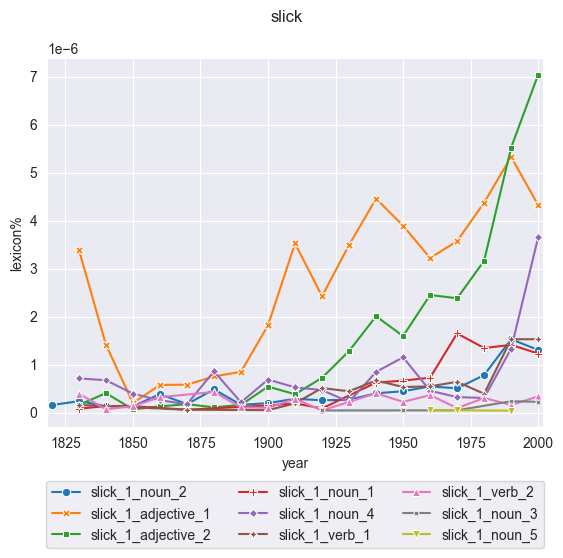 slick
1e−6
7
6
5
4
3
2
1
0
lexicon%
1825 1850 1875 1900 1925 1950 1975 2000
year
slick_1_noun_2 slick_1_noun_1 slick_1_verb_2
slick_1_adjective_1 slick_1_noun_4 slick_1_noun_3
slick_1_adjective_2 slick_1_verb_1 slick_1_noun_5